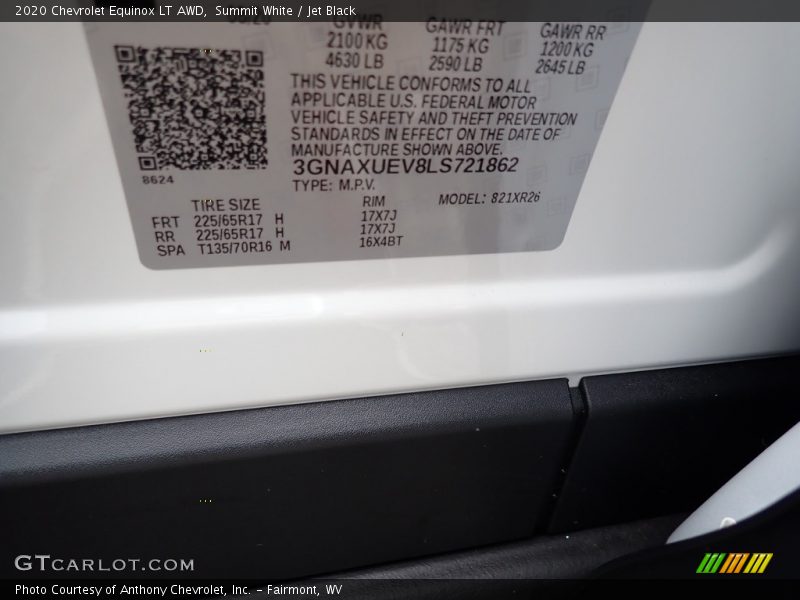 2020 Chevrolet Equinox LT AWD, Summit White / Jet Black
GVWR GAWR FRT GAWR RR
2100 KG 1175 KG 1200 KG
4630 LB 2590 LB 2645 LB
THIS VEHICLE CONFORMS TO ALL
APPLICABLE U.S. FEDERAL MOTOR
VEHICLE SAFETY AND THEFT PREVENTION
STANDARDS IN EFFECT ON THE DATE OF
MANUFACTURE SHOWN ABOVE.
3GNAXUEV8LS721862
8624
TYPE: M.P.V.
MODEL: 821XR26
TIRE SIZE RIM
FRT 225/65R17 H 17X7J
RR 225/65R17 H 17X7J
SPA T135/70R16 M 16X4BT
GTCARLOT.COM
Photo Courtesy of Anthony Chevrolet, Inc. – Fairmont, WV